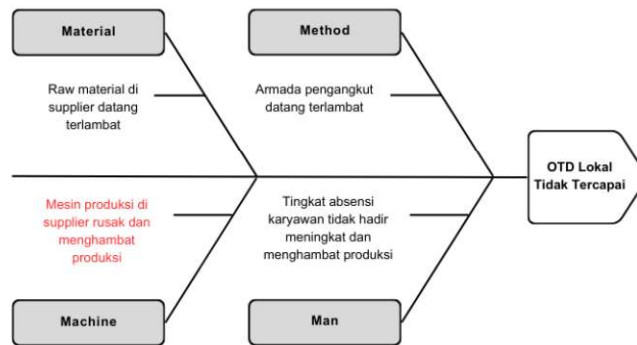 Material
Method
Raw material di
supplier datang
terlambat
Armada pengangkut
datang terlambat
OTD Lokal
Tidak Tercapai
Mesin produksi di
supplier rusak dan
menghambat
produksi
Tingkat absensi
karyawan tidak hadir
meningkat dan
menghambat produksi
Machine
Man